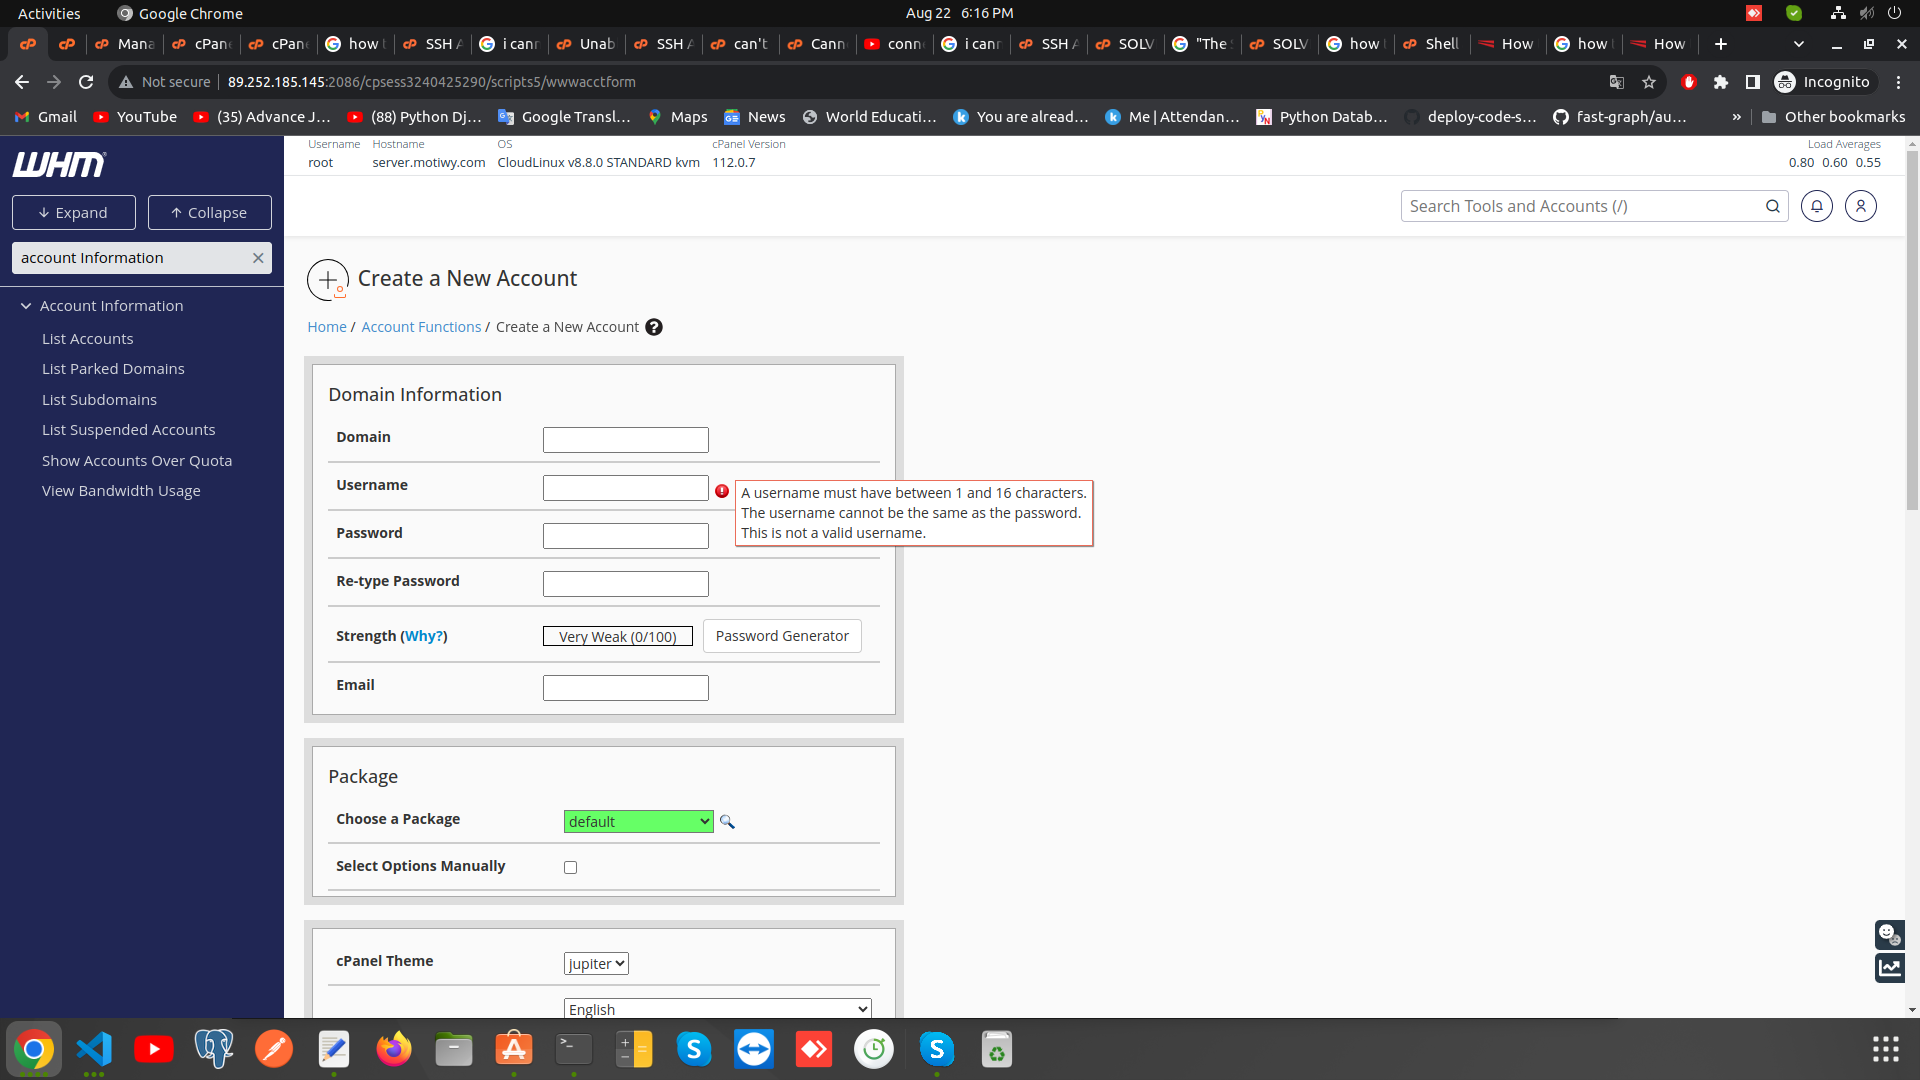 Activities
Google Chrome
Aug 22 6:16 PM
Mana
cPane
cPane
how t
SSH A
i cann
Unab
SSH A
can't
Cann
conne
i cann
SSH A
SOLV
"The S
SOLV
how
Shell
How
how
How
Not secure
89.252.185.145:2086/cpsess3240425290/scripts5/wwwacctform
Incognito
Gmail
YouTube
(35) Advance J...
(88) Python Dj...
Google Transl...
Maps
News
World Educati...
You are alread...
Me | Attendan...
Python Datab...
deploy-code-s...
fast-graph/au...
»
Other bookmarks
WHM
Username Hostname OS cPanel Version Load Averages
root server.motiwy.com CloudLinux v8.8.0 STANDARD kvm 112.0.7 0.80 0.60 0.55
Expand
Collapse
Search Tools and Accounts (/)
account Information
Account Information
List Accounts
List Parked Domains
List Subdomains
List Suspended Accounts
Show Accounts Over Quota
View Bandwidth Usage
Create a New Account
Home / Account Functions / Create a New Account
Domain Information
Domain
Username
A username must have between 1 and 16 characters.
The username cannot be the same as the password.
This is not a valid username.
Password
Re-type Password
Strength (Why?)
Very Weak (0/100)
Password Generator
Email
Package
Choose a Package
default
Select Options Manually
cPanel Theme
jupiter
English